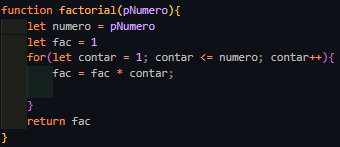 function factorial(pNumero){
    let numero = pNumero
    let fac = 1
    for(let contar = 1; contar <= numero; contar++){
        fac = fac * contar;
    }
    return fac
}